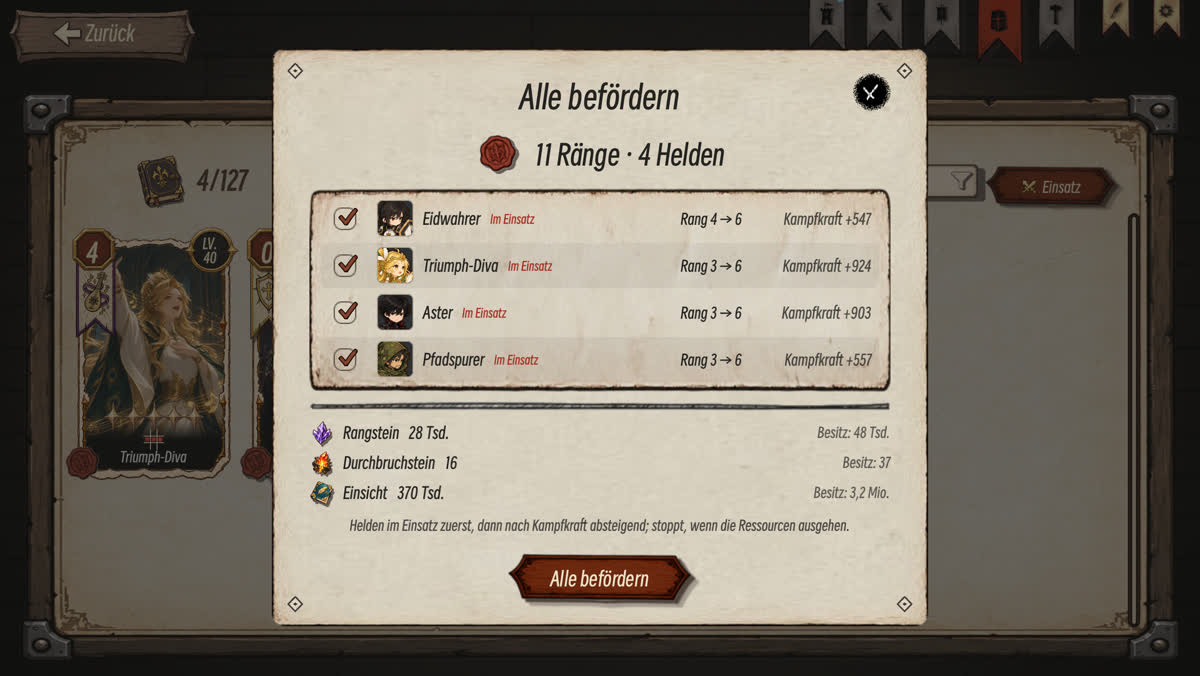 Zurück
Alle befördern
11 Ränge · 4 Helden
4/127
Einsatz
Eidwahrer Im Einsatz Rang 4 → 6 Kampfkraft +547
Triumph-Diva Im Einsatz Rang 3 → 6 Kampfkraft +924
Aster Im Einsatz Rang 3 → 6 Kampfkraft +903
Pfadspurer Im Einsatz Rang 3 → 6 Kampfkraft +557
4
LV.
40
0
Triumph-Diva
Rangstein 28 Tsd. Besitz: 48 Tsd.
Durchbruchstein 16 Besitz: 37
Einsicht 370 Tsd. Besitz: 3,2 Mio.
Helden im Einsatz zuerst, dann nach Kampfkraft absteigend; stoppt, wenn die Ressourcen ausgehen.
Alle befördern